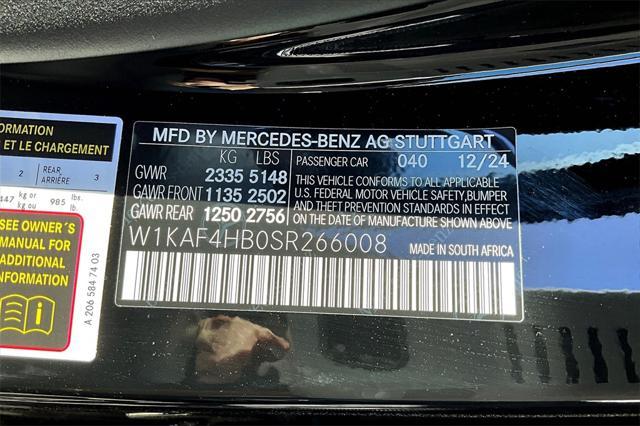 ORMATION
ET LE CHARGEMENT
2 REAR ARRIÈRE 3
447 kg or kg ou 985 lbs. lb.
SEE OWNER´S
MANUAL FOR
ADDITIONAL
INFORMATION
i
A 206 584 74 03
MFD BY MERCEDES-BENZ AG STUTTGART
KG LBS
GVWR 2335 5148
GAWR FRONT 1135 2502
GAWR REAR 1250 2756
PASSENGER CAR 040 12/24
THIS VEHICLE CONFORMS TO ALL APPLICABLE
U.S. FEDERAL MOTOR VEHICLE SAFETY,BUMPER
AND THEFT PREVENTION STANDARDS IN EFFECT
ON THE DATE OF MANUFACTURE SHOWN ABOVE
W1KAF4HB0SR266008
MADE IN SOUTH AFRICA